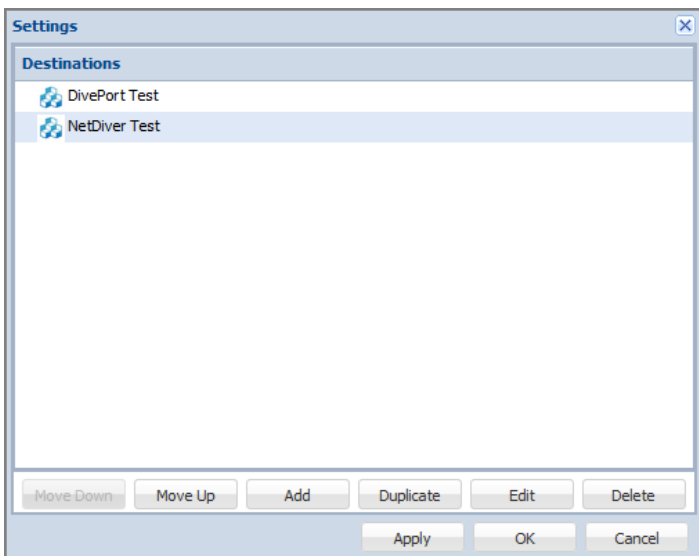 Settings
Destinations
DivePort Test
NetDiver Test
Move Down Move Up Add Duplicate Edit Delete
Apply OK Cancel